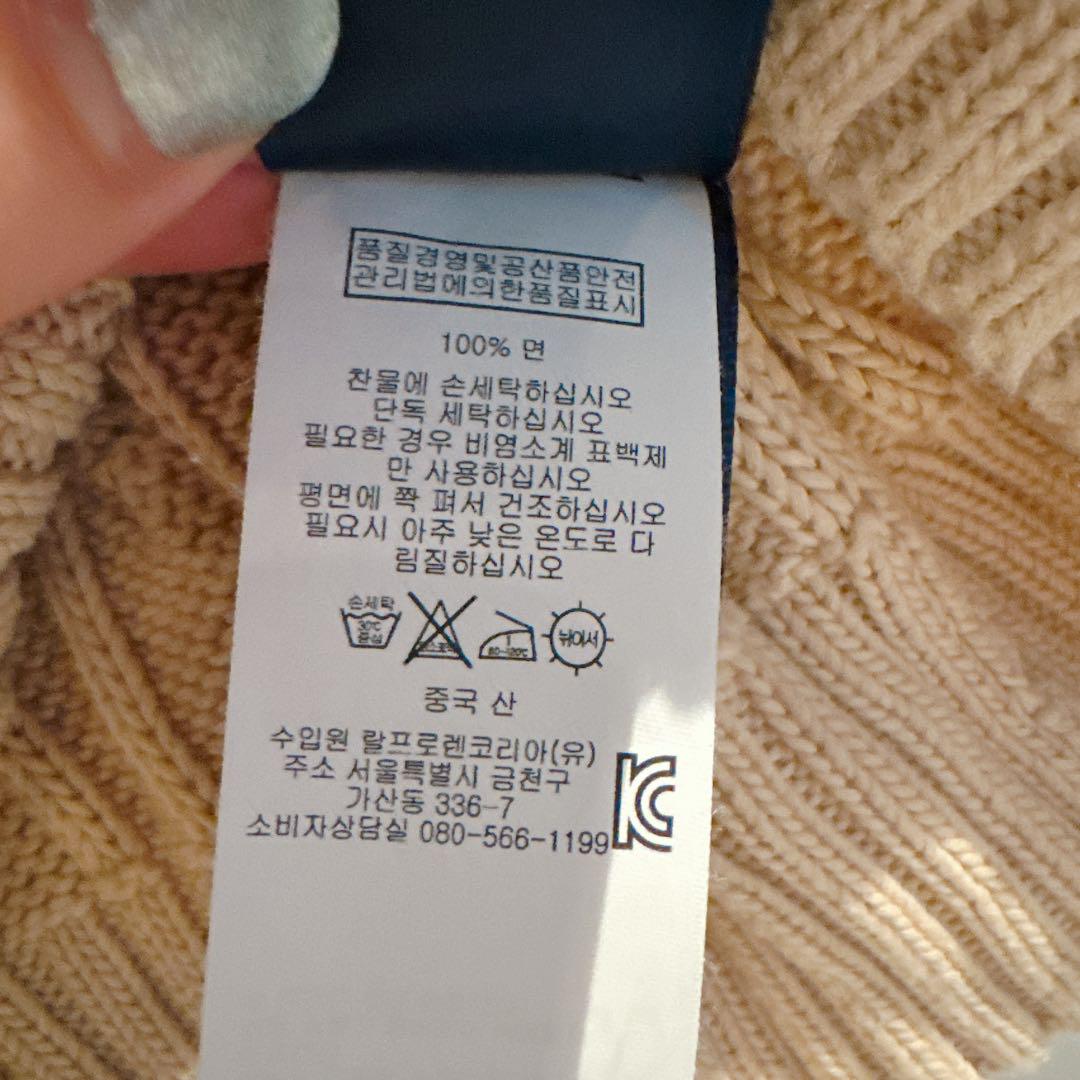 품질경영및공산품안전
관리법에의한품질표시
100% 면
찬물에 손세탁하십시오
단독 세탁하십시오
필요한 경우 비염소계 표백제
만 사용하십시오
평면에 쫙 펴서 건조하십시오
필요시 아주 낮은 온도로 다
림질하십시오
손세탁
30℃
중성
80~120℃
뉘어서
중국 산
수입원 랄프로렌코리아(유)
주소 서울특별시 금천구
가산동 336-7
소비자상담실 080-566-1199